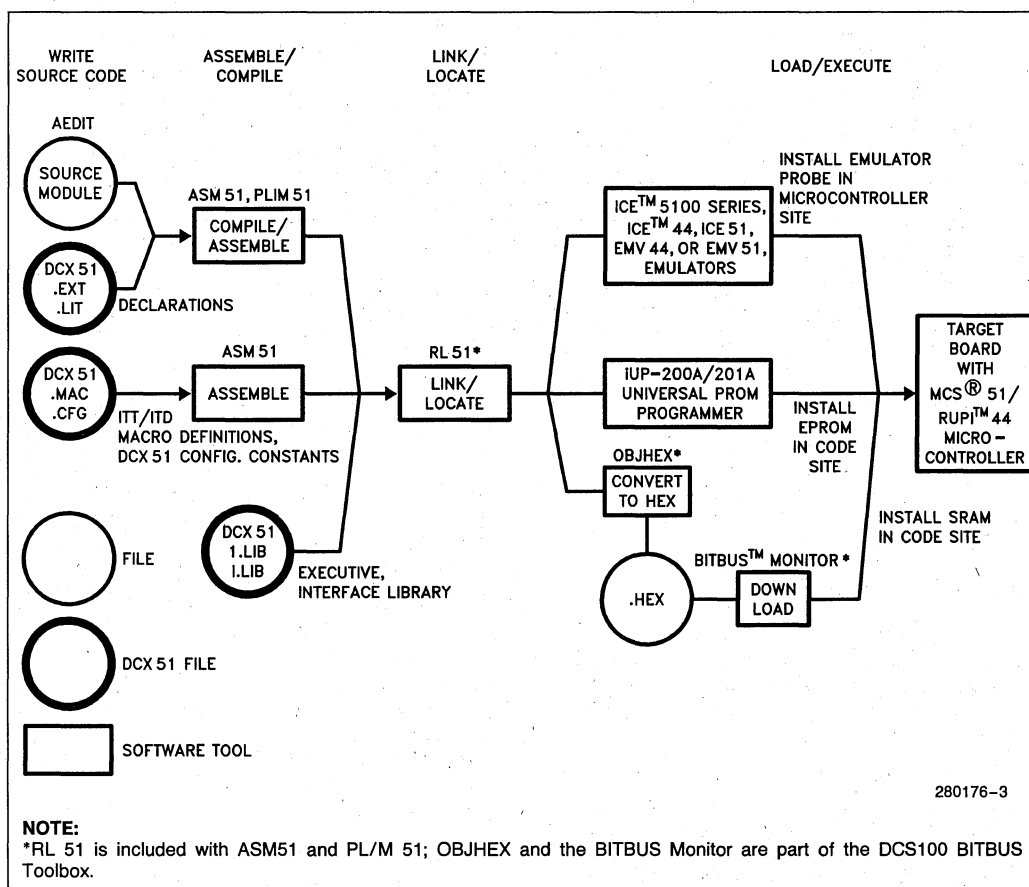 WRITE
SOURCE CODE
ASSEMBLE/
COMPILE
LINK/
LOCATE
LOAD/EXECUTE
AEDIT
SOURCE
MODULE
DCX 51
.EXT
.LIT
DECLARATIONS
ASM 51, PLIM 51
COMPILE/
ASSEMBLE
DCX 51
.MAC
.CFG
ITT/ITD
MACRO DEFINITIONS,
DCX 51 CONFIG. CONSTANTS
ASM 51
ASSEMBLE
DCX 51
1.LIB
I.LIB
EXECUTIVE,
INTERFACE LIBRARY
RL 51*
LINK/
LOCATE
ICE™ 5100 SERIES,
ICE™ 44, ICE 51,
EMV 44, OR EMV 51,
EMULATORS
INSTALL EMULATOR
PROBE IN
MICROCONTROLLER
SITE
iUP-200A/201A
UNIVERSAL PROM
PROGRAMMER
INSTALL
EPROM
IN CODE
SITE
OBJHEX*
CONVERT
TO HEX
.HEX
BITBUS™ MONITOR*
DOWN
LOAD
INSTALL SRAM
IN CODE SITE
TARGET
BOARD
WITH
MCS® 51/
RUPI™ 44
MICRO-
CONTROLLER
FILE
DCX 51 FILE
SOFTWARE TOOL
280176-3
NOTE:
*RL 51 is included with ASM51 and PL/M 51; OBJHEX and the BITBUS Monitor are part of the DCS100 BITBUS
Toolbox.